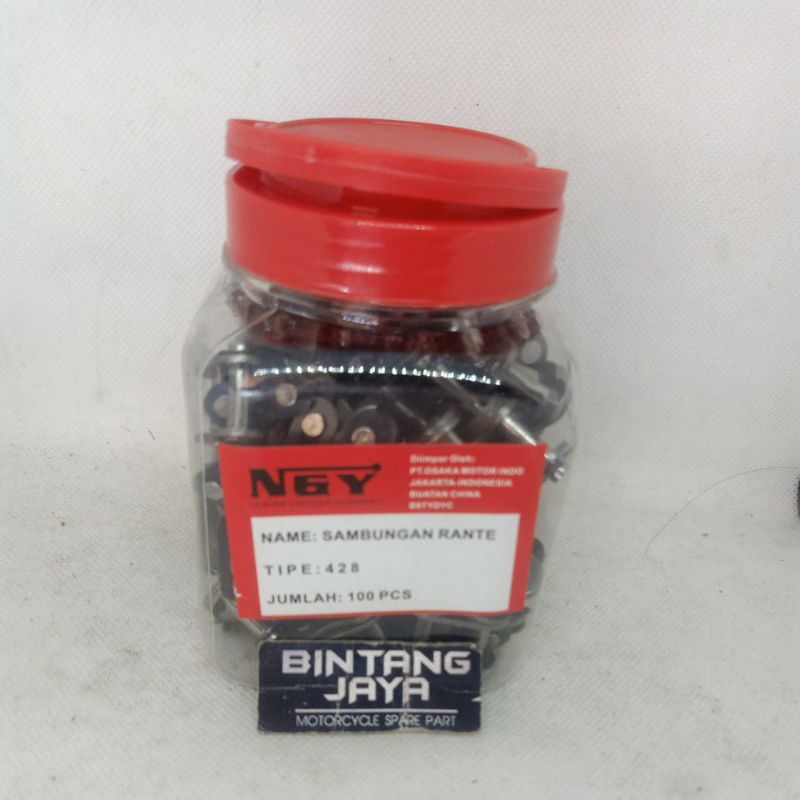 NGY
Diimpor Oleh:
PT.OSAKA MOTOR INDO
JAKARTA-INDONESIA
BUATAN CHINA
NAME: SAMBUNGAN RANTE
TIPE:428
JUMLAH: 100 PCS
BINTANG
JAYA
MOTORCYCLE SPARE PART